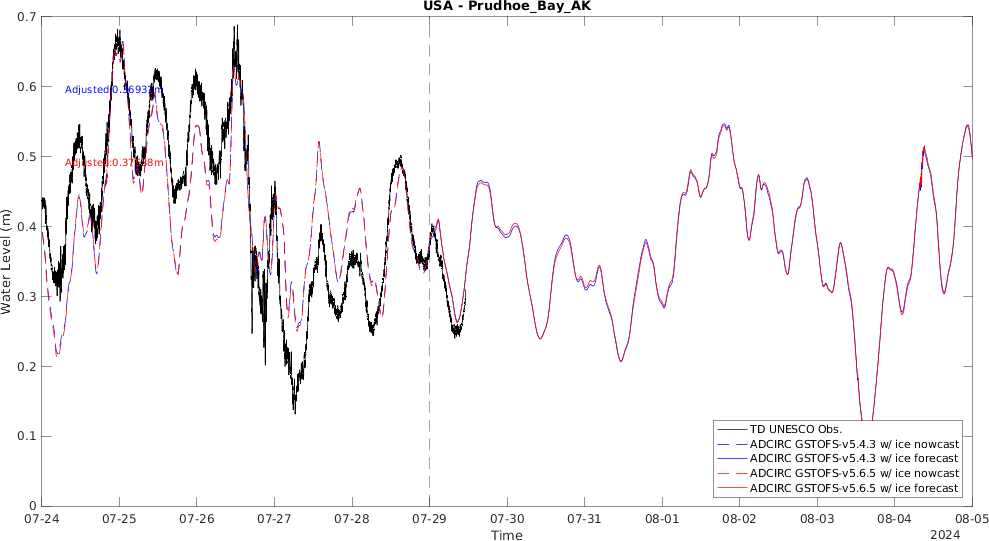 USA - Prudhoe_Bay_AK
0.7
0.6
0.5
0.4
0.3
0.2
0.1
0
Water Level (m)
07-24
07-25
07-26
07-27
07-28
07-29
07-30
07-31
08-01
08-02
08-03
08-04
08-05
Time
2024
TD UNESCO Obs.
ADCIRC GSTOFS-v5.4.3 w/ ice nowcast
ADCIRC GSTOFS-v5.4.3 w/ ice forecast
ADCIRC GSTOFS-v5.6.5 w/ ice nowcast
ADCIRC GSTOFS-v5.6.5 w/ ice forecast